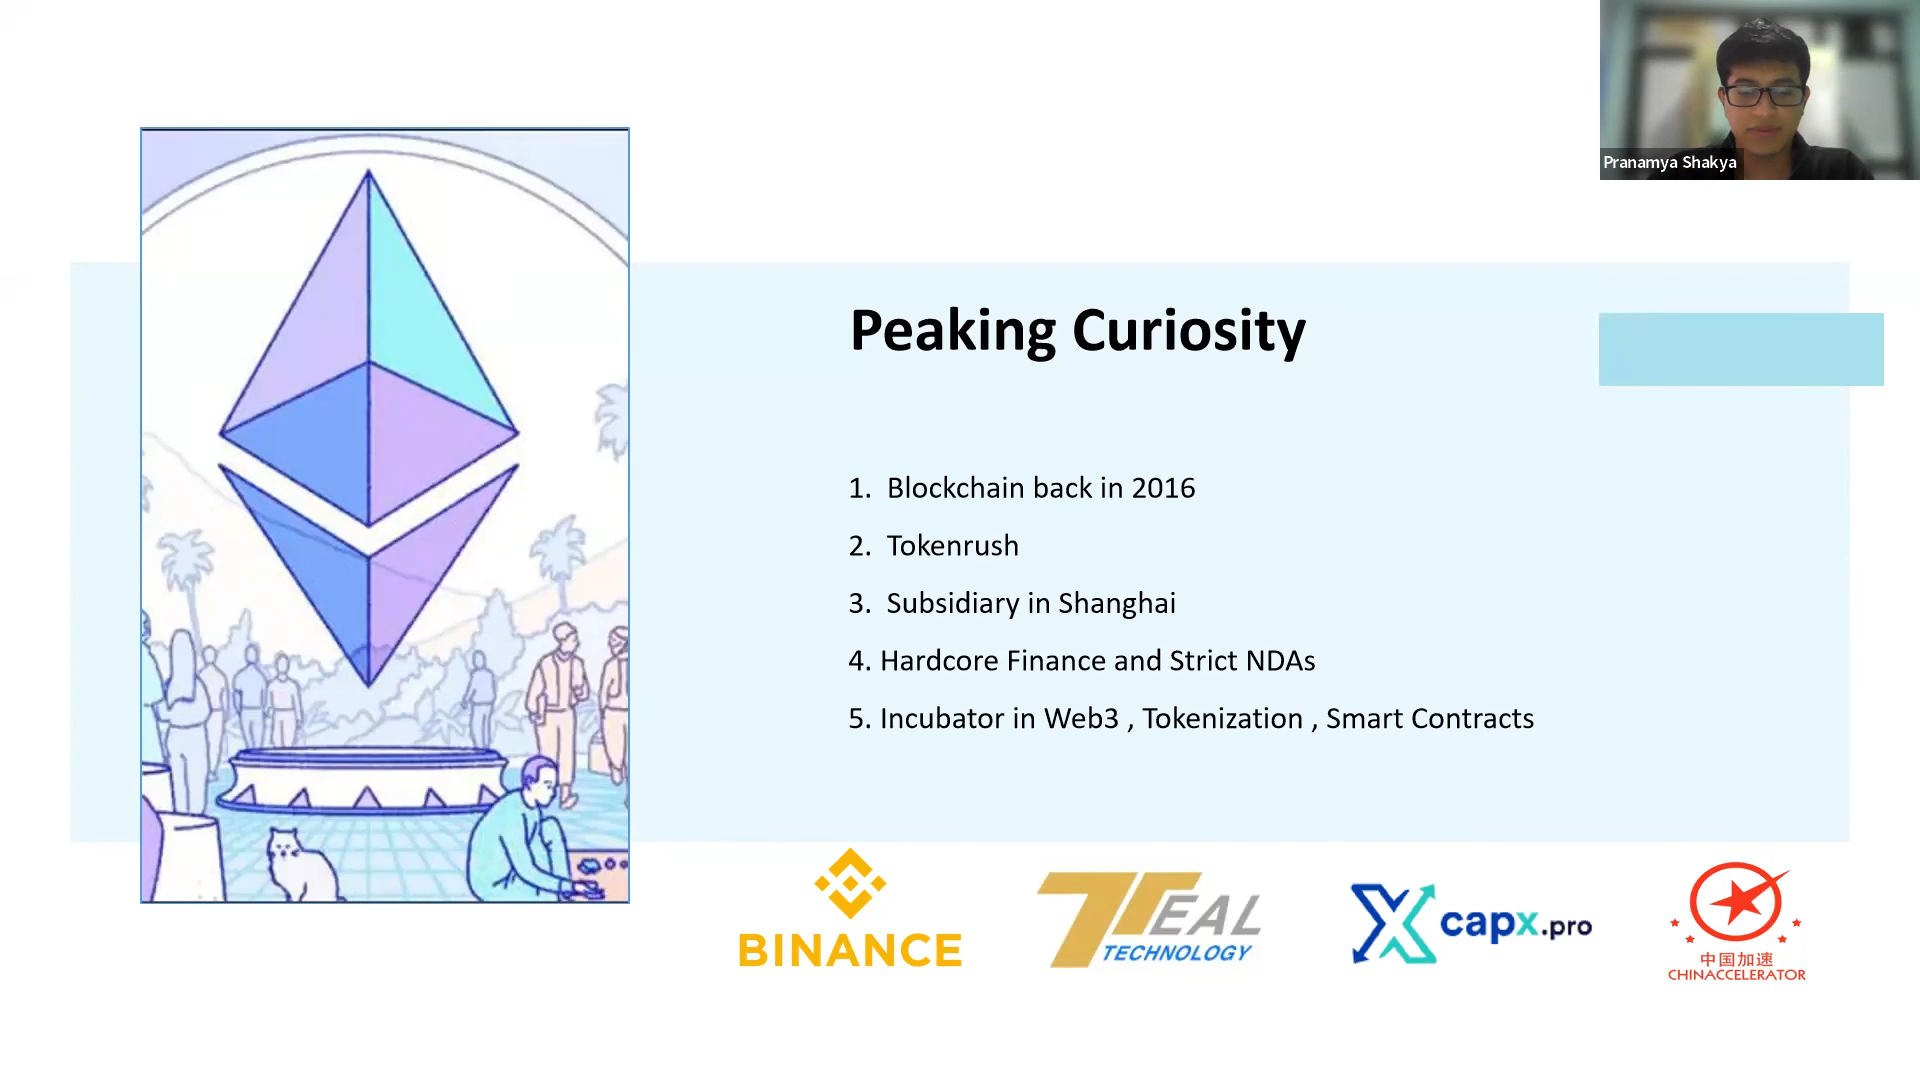 Pranamya Shakya
Peaking Curiosity
1. Blockchain back in 2016
2. Tokenrush
3. Subsidiary in Shanghai
4. Hardcore Finance and Strict NDAs
5. Incubator in Web3 , Tokenization , Smart Contracts
BINANCE
TEAL
TECHNOLOGY
capx.pro
中国加速
CHINACCELERATOR